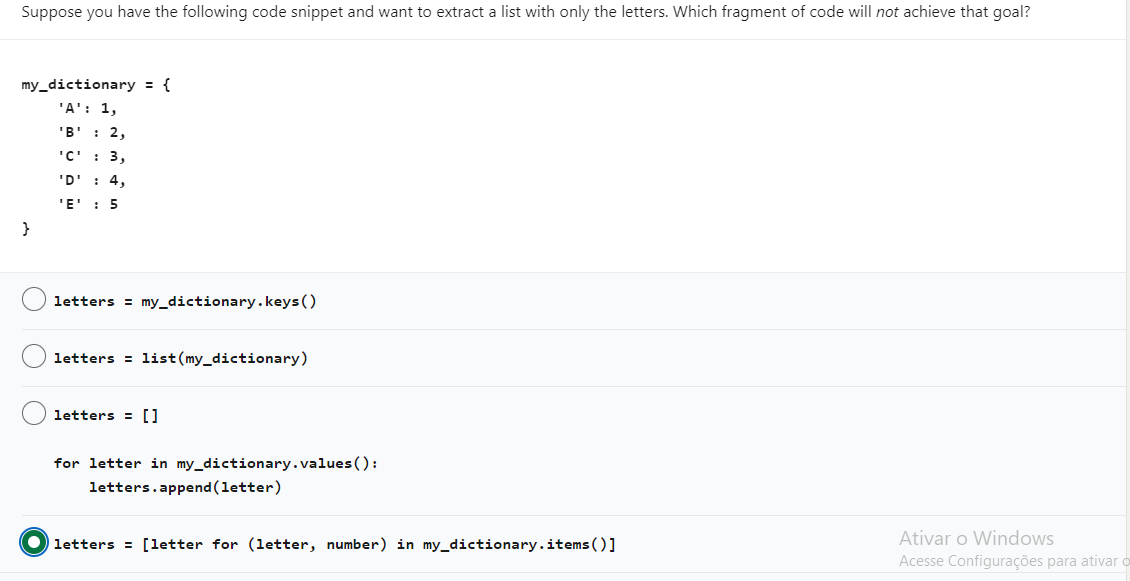 Suppose you have the following code snippet and want to extract a list with only the letters. Which fragment of code will not achieve that goal?
my_dictionary = {
    'A': 1,
    'B' : 2,
    'C' : 3,
    'D' : 4,
    'E' : 5
}
letters = my_dictionary.keys()
letters = list(my_dictionary)
letters = []
for letter in my_dictionary.values():
    letters.append(letter)
letters = [letter for (letter, number) in my_dictionary.items()]
Ativar o Windows
Acesse Configurações para ativar o